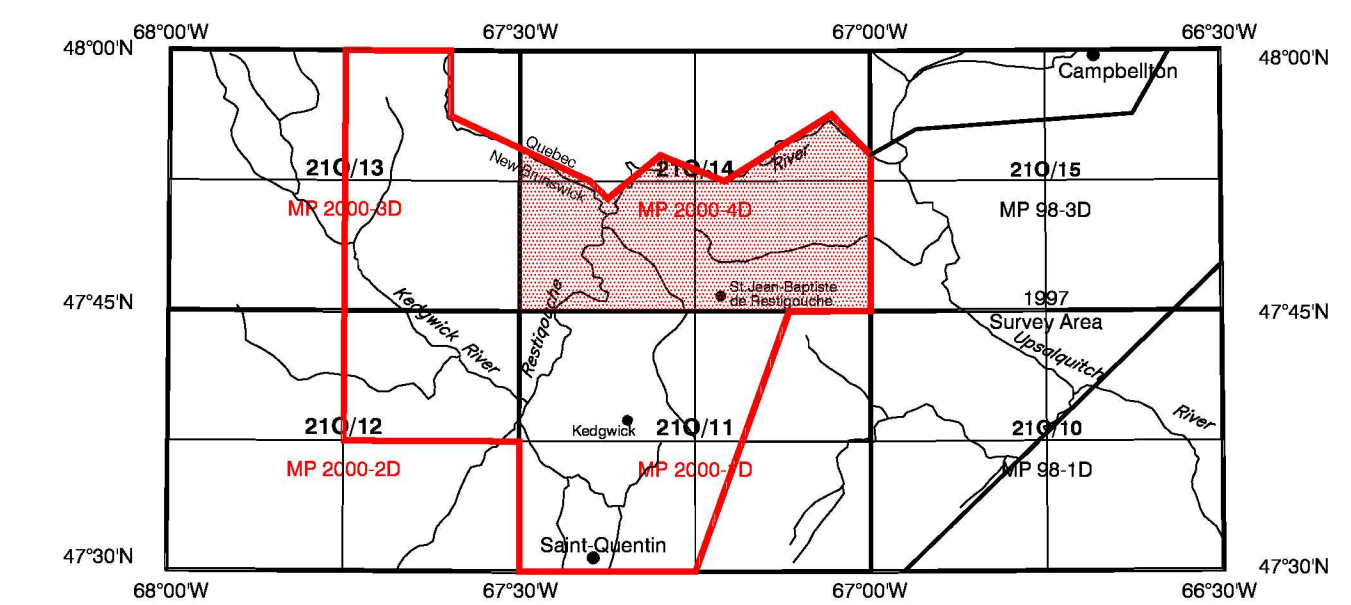 68°00'W
67°30'W
67°00'W
66°30'W
48°00'N
48°00'N
Campbellton
Quebec
New Brunswick
River
21O/13
21O/14
21O/15
MP 2000-3D
MP 2000-4D
MP 98-3D
St.Jean-Baptiste
de Restigouche
47°45'N
47°45'N
1997
Survey Area
Kedgwick River
Restigouche
Upsalquitch
River
21O/12
Kedgwick
21O/11
21O/10
MP 2000-2D
MP 2000-1D
MP 98-1D
Saint-Quentin
47°30'N
47°30'N
68°00'W
67°30'W
67°00'W
66°30'W